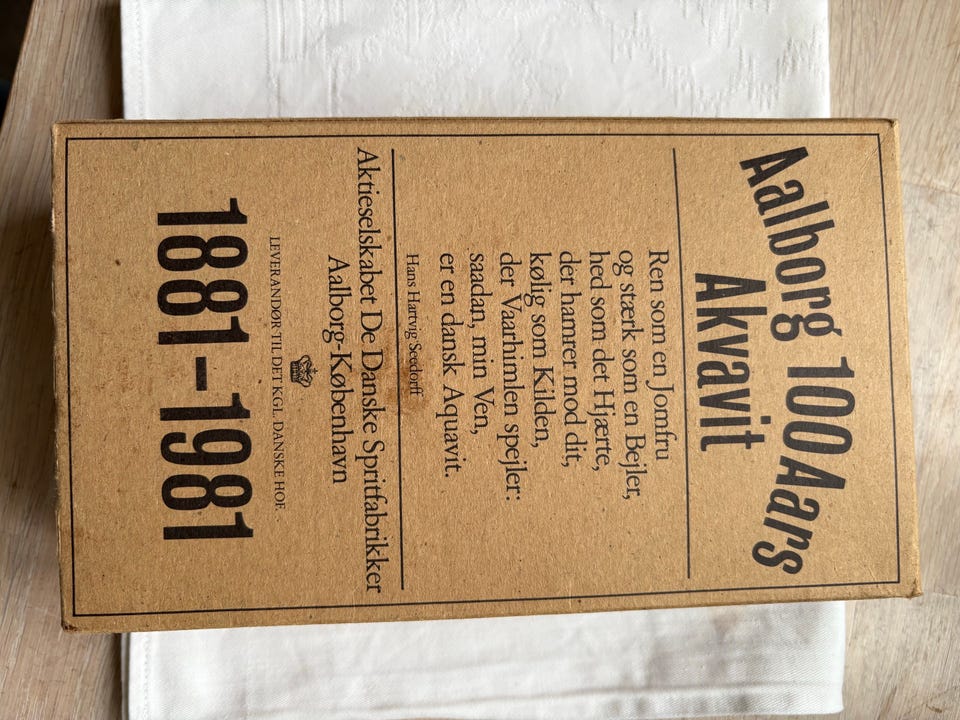 Aalborg 100 Aars
Akvavit
Ren som en Jomfru
og stærk som en Bejler,
hed som det Hjærte,
der hamrer mod dit,
kølig som Kilden,
der Vaarhimlen spejler:
saadan, min Ven,
er en dansk Aquavit.
Hans Hartvig Seedorff
Aktieselskabet De Danske Spritfabrikker
Aalborg-København
LEVERANDØR TIL DET KGL. DANSKE HOF.
1881-1981